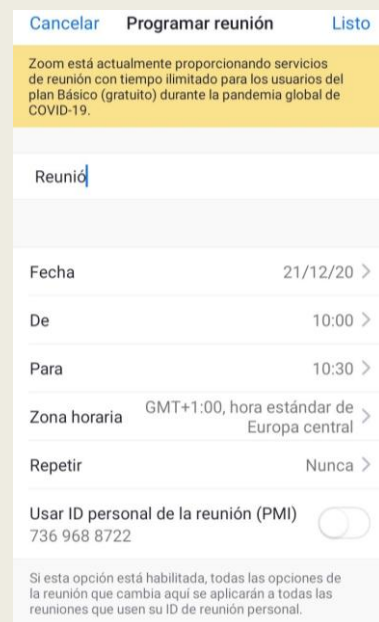 Cancelar Programar reunión Listo
Zoom está actualmente proporcionando servicios
de reunión con tiempo ilimitado para los usuarios del
plan Básico (gratuito) durante la pandemia global de
COVID-19.
Reunió
Fecha 21/12/20 >
De 10:00 >
Para 10:30 >
Zona horaria GMT+1:00, hora estándar de
Europa central >
Repetir Nunca >
Usar ID personal de la reunión (PMI)
736 968 8722
Si esta opción está habilitada, todas las opciones de
la reunión que cambia aquí se aplicarán a todas las
reuniones que usen su ID de reunión personal.